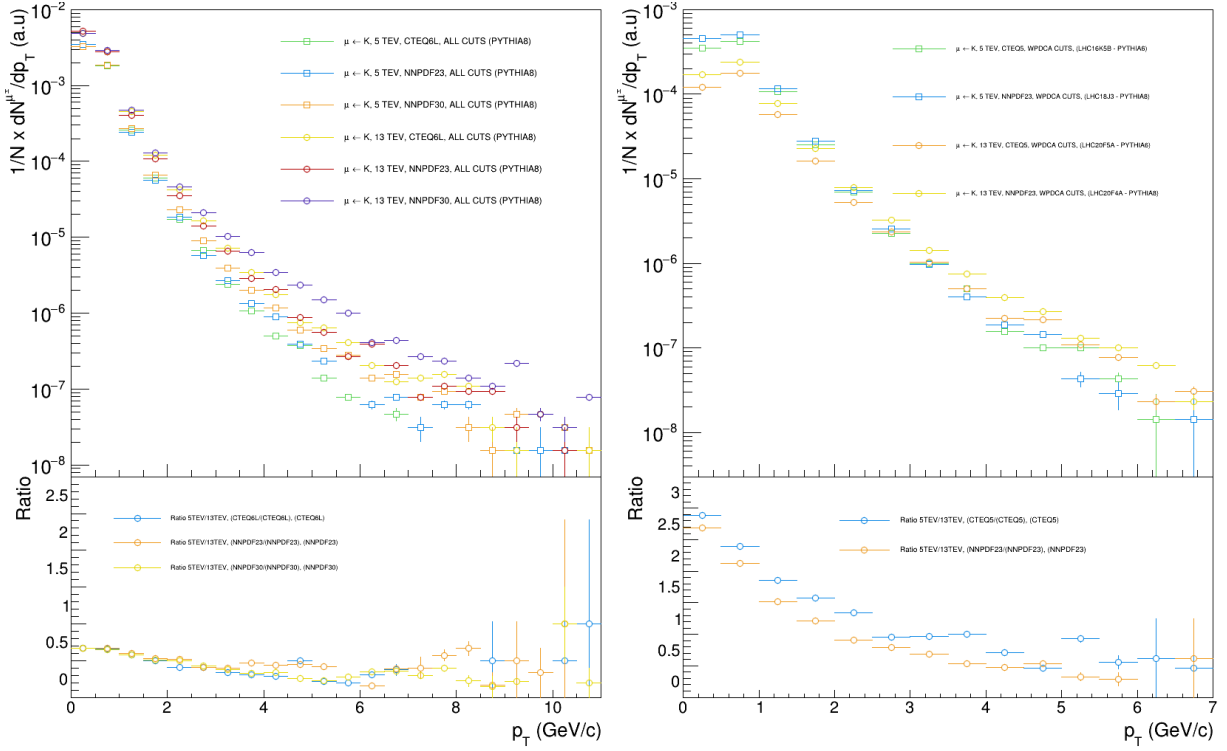 1/N x dN^μ±/dp_T (a.u)
10⁻²
10⁻³
10⁻⁴
10⁻⁵
10⁻⁶
10⁻⁷
10⁻⁸
μ ← K, 5 TEV, CTEQ6L, ALL CUTS (PYTHIA8)
μ ← K, 5 TEV, NNPDF23, ALL CUTS (PYTHIA8)
μ ← K, 5 TEV, NNPDF30, ALL CUTS (PYTHIA8)
μ ← K, 13 TEV, CTEQ6L, ALL CUTS (PYTHIA8)
μ ← K, 13 TEV, NNPDF23, ALL CUTS (PYTHIA8)
μ ← K, 13 TEV, NNPDF30, ALL CUTS (PYTHIA8)
Ratio
2.5
2
1.5
1
0.5
0
Ratio 5TEV/13TEV, (CTEQ6L/(CTEQ6L), (CTEQ6L)
Ratio 5TEV/13TEV, (NNPDF23/(NNPDF23), (NNPDF23)
Ratio 5TEV/13TEV, (NNPDF30/(NNPDF30), (NNPDF30)
0 2 4 6 8 10
p_T (GeV/c)
1/N x dN^μ±/dp_T (a.u)
10⁻³
10⁻⁴
10⁻⁵
10⁻⁶
10⁻⁷
10⁻⁸
μ ← K, 5 TEV, CTEQ5, WPDCA CUTS, (LHC16K5B - PYTHIA6)
μ ← K, 5 TEV, NNPDF23, WPDCA CUTS, (LHC18J3 - PYTHIA8)
μ ← K, 13 TEV, CTEQ5, WPDCA CUTS, (LHC20F5A - PYTHIA6)
μ ← K, 13 TEV, NNPDF23, WPDCA CUTS, (LHC20F4A - PYTHIA8)
Ratio
3
2.5
2
1.5
1
0.5
0
Ratio 5TEV/13TEV, (CTEQ5/(CTEQ5), (CTEQ5)
Ratio 5TEV/13TEV, (NNPDF23/(NNPDF23), (NNPDF23)
0 1 2 3 4 5 6 7
p_T (GeV/c)